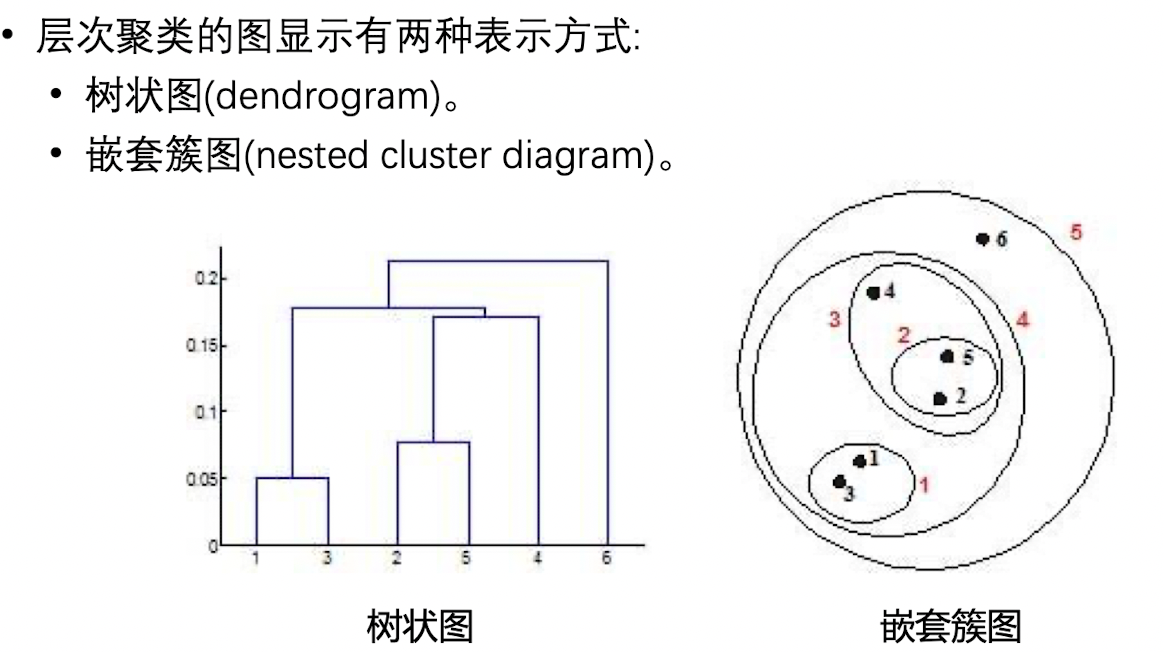 • 层次聚类的图显示有两种表示方式:
• 树状图(dendrogram)。
• 嵌套簇图(nested cluster diagram)。
0.2
0.15
0.1
0.05
0
1 3 2 5 4 6
树状图
6
5
4
3
4
2
5
2
1
3
1
嵌套簇图